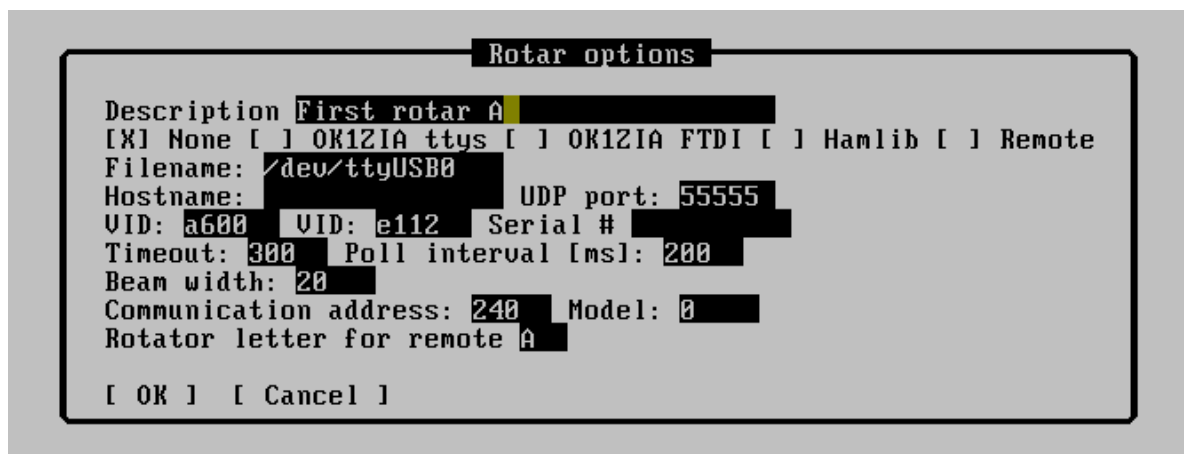 Rotar options
Description First rotar A
[X] None [ ] OK1ZIA ttys [ ] OK1ZIA FTDI [ ] Hamlib [ ] Remote
Filename: /dev/ttyUSB0
Hostname: UDP port: 55555
VID: a600 VID: e112 Serial #
Timeout: 300 Poll interval [ms]: 200
Beam width: 20
Communication address: 240 Model: 0
Rotator letter for remote A
[ OK ] [ Cancel ]